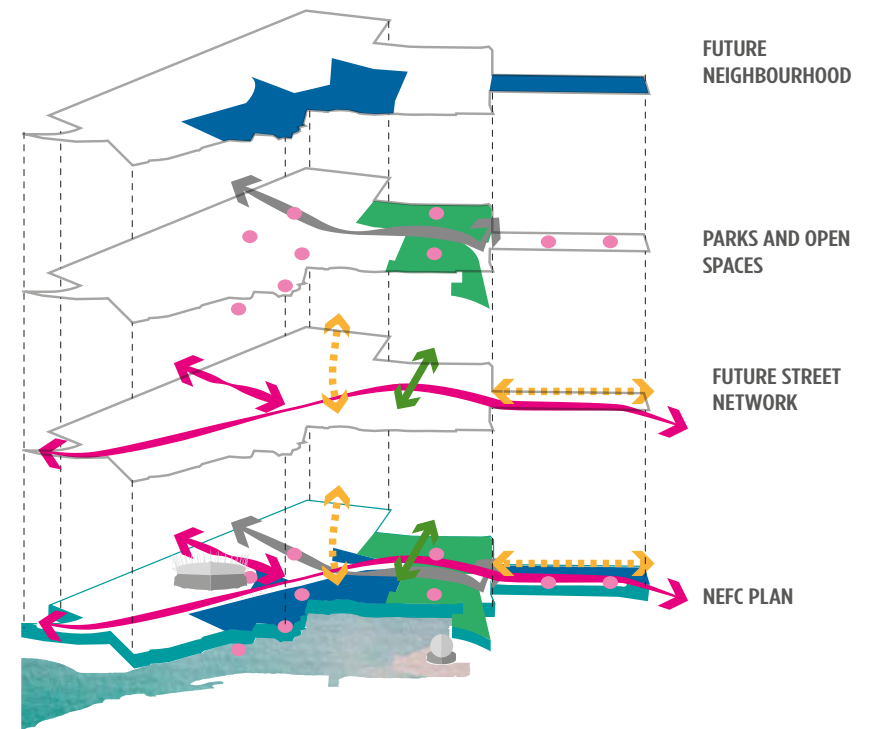 FUTURE
NEIGHBOURHOOD
PARKS AND OPEN
SPACES
FUTURE STREET
NETWORK
NEFC PLAN